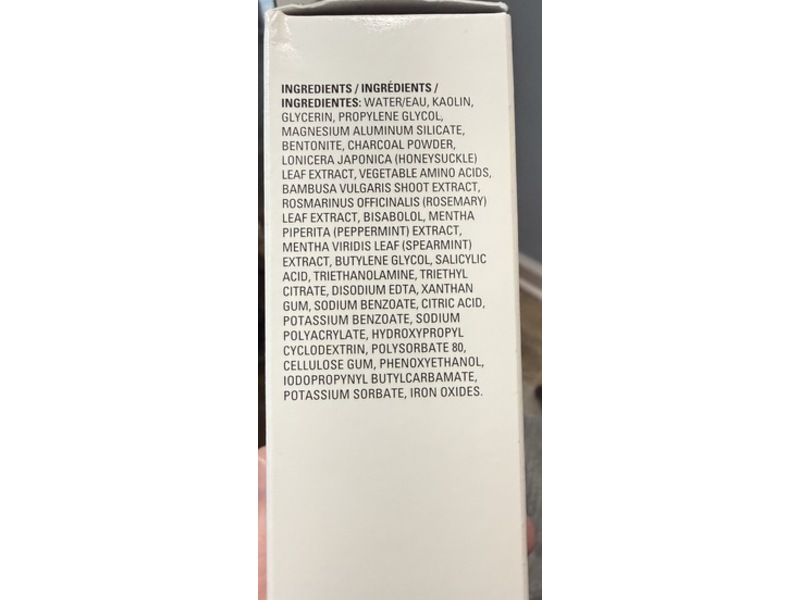 INGREDIENTS / INGRÉDIENTS /
INGREDIENTES: WATER/EAU, KAOLIN,
GLYCERIN, PROPYLENE GLYCOL,
MAGNESIUM ALUMINUM SILICATE,
BENTONITE, CHARCOAL POWDER,
LONICERA JAPONICA (HONEYSUCKLE)
LEAF EXTRACT, VEGETABLE AMINO ACIDS,
BAMBUSA VULGARIS SHOOT EXTRACT,
ROSMARINUS OFFICINALIS (ROSEMARY)
LEAF EXTRACT, BISABOLOL, MENTHA
PIPERITA (PEPPERMINT) EXTRACT,
MENTHA VIRIDIS LEAF (SPEARMINT)
EXTRACT, BUTYLENE GLYCOL, SALICYLIC
ACID, TRIETHANOLAMINE, TRIETHYL
CITRATE, DISODIUM EDTA, XANTHAN
GUM, SODIUM BENZOATE, CITRIC ACID,
POTASSIUM BENZOATE, SODIUM
POLYACRYLATE, HYDROXYPROPYL
CYCLODEXTRIN, POLYSORBATE 80,
CELLULOSE GUM, PHENOXYETHANOL,
IODOPROPYNYL BUTYLCARBAMATE,
POTASSIUM SORBATE, IRON OXIDES.